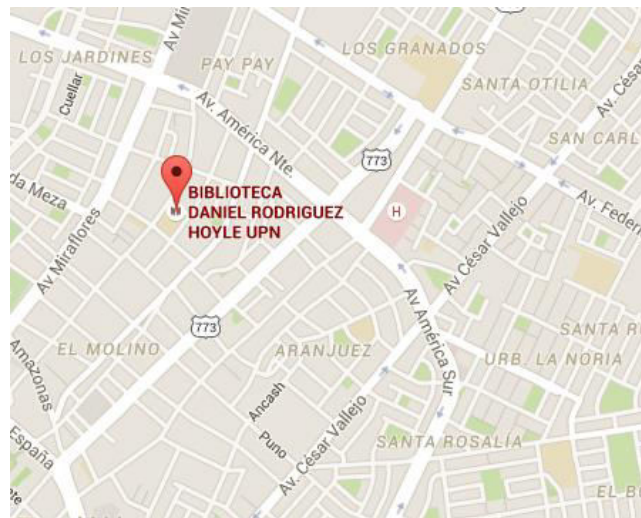 LOS JARDINES
Av Mi
PAY PAY
LOS GRANADOS
Cuellar
SANTA OTILIA
Av. César
Av. América Nte.
SAN CARL
773
da Meza
BIBLIOTECA
DANIEL RODRIGUEZ
HOYLE UPN
H
Av. Federi
Av Miraflores
Av César Vallejo
773
EL MOLINO
ARANJUEZ
Av América Sur
SANTA R
URB. LA NORIA
Amazonas
Ancash
España
Puno
Av. César Vallejo
SANTA ROSALÍA
EL B
nte